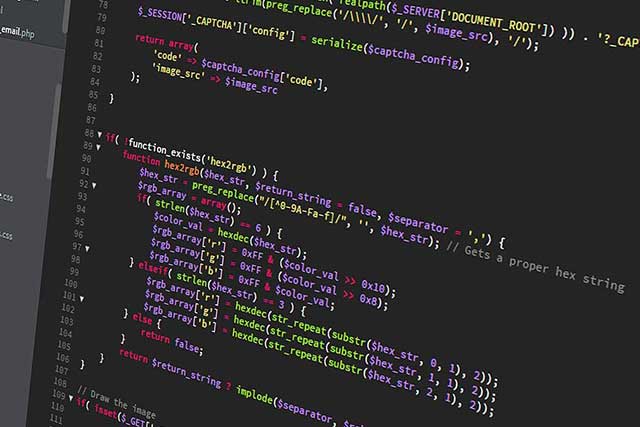 _email.php
.css
.css
78
79
80
81
82
83
84
85
86
87
88
89
90
91
92
93
94
95
96
97
98
99
100
101
102
103
104
105
106
107
108
109
110
111
realpath($_SERVER['DOCUMENT_ROOT']) )) . '?_CAP
(preg_replace('/\\\\/', '/', $image_src), '/');
$_SESSION['_CAPTCHA']['config'] = serialize($captcha_config);
return array(
'code' => $captcha_config['code'],
'image_src' => $image_src
);
}
if( !function_exists('hex2rgb') ) {
function hex2rgb($hex_str, $return_string = false, $separator = ',') {
$hex_str = preg_replace("/[^0-9A-Fa-f]/", '', $hex_str); // Gets a proper hex string
$rgb_array = array();
if( strlen($hex_str) == 6 ) {
$color_val = hexdec($hex_str);
$rgb_array['r'] = 0xFF & ($color_val >> 0x10);
$rgb_array['g'] = 0xFF & ($color_val >> 0x8);
$rgb_array['b'] = 0xFF & $color_val;
} elseif( strlen($hex_str) == 3 ) {
$rgb_array['r'] = hexdec(str_repeat(substr($hex_str, 0, 1), 2));
$rgb_array['g'] = hexdec(str_repeat(substr($hex_str, 1, 1), 2));
$rgb_array['b'] = hexdec(str_repeat(substr($hex_str, 2, 1), 2));
} else {
return false;
}
return $return_string ? implode($separator,
}
}
// Draw the image
if( isset($_GET[